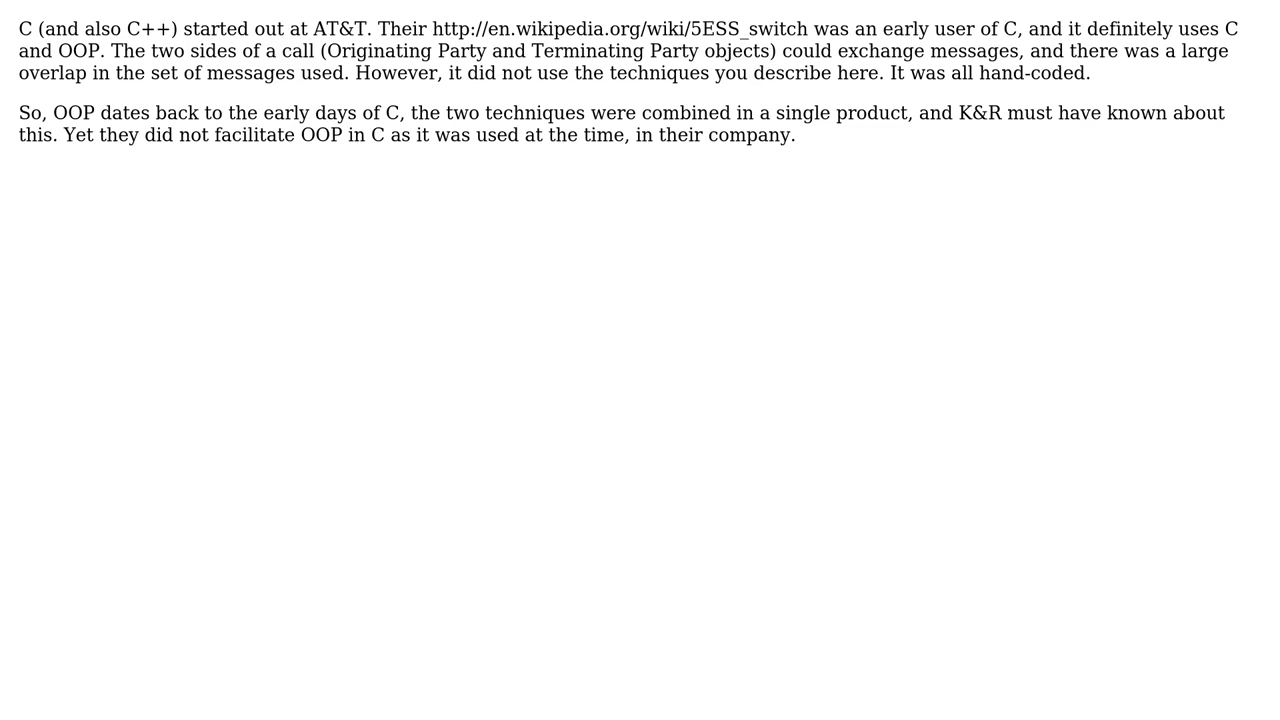 C (and also C++) started out at AT&T. Their http://en.wikipedia.org/wiki/5ESS_switch was an early user of C, and it definitely uses C
and OOP. The two sides of a call (Originating Party and Terminating Party objects) could exchange messages, and there was a large
overlap in the set of messages used. However, it did not use the techniques you describe here. It was all hand-coded.
So, OOP dates back to the early days of C, the two techniques were combined in a single product, and K&R must have known about
this. Yet they did not facilitate OOP in C as it was used at the time, in their company.